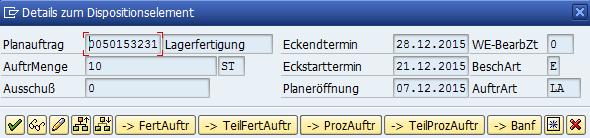 Details zum Dispositionselement
Planauftrag 0050153231 Lagerfertigung Eckendtermin 28.12.2015 WE-BearbZt 0
AuftrMenge 10 ST Eckstarttermin 21.12.2015 BeschArt E
Ausschuß 0 Planeröffnung 07.12.2015 AuftrArt LA
-> FertAuftr -> TeilFertAuftr -> ProzAuftr -> TeilProzAuftr -> Banf